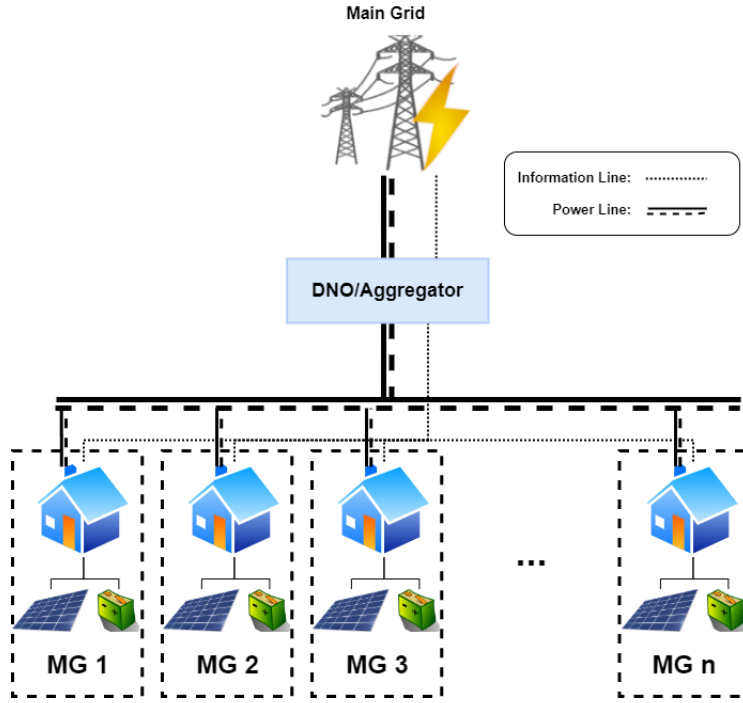 Main Grid
Information Line:
Power Line:
DNO/Aggregator
...
MG 1
MG 2
MG 3
MG n